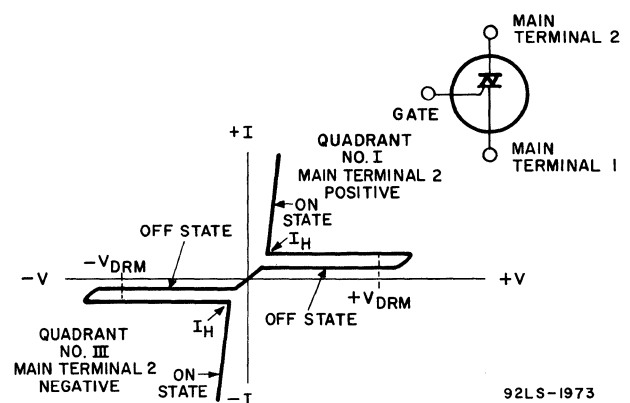 MAIN
TERMINAL 2
GATE
MAIN
TERMINAL 1
+I
QUADRANT
NO. I
MAIN TERMINAL 2
POSITIVE
ON
STATE
OFF STATE
IH
−VDRM
−V
+V
+VDRM
IH
OFF STATE
QUADRANT
NO. III
MAIN TERMINAL 2
NEGATIVE
ON
STATE
−I
92LS-1973